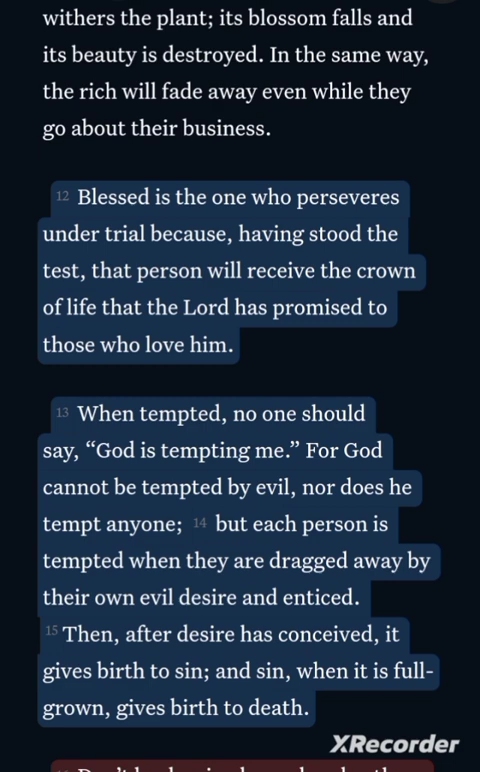 withers the plant; its blossom falls and
its beauty is destroyed. In the same way,
the rich will fade away even while they
go about their business.
12 Blessed is the one who perseveres
under trial because, having stood the
test, that person will receive the crown
of life that the Lord has promised to
those who love him.
13 When tempted, no one should
say, “God is tempting me.” For God
cannot be tempted by evil, nor does he
tempt anyone; 14 but each person is
tempted when they are dragged away by
their own evil desire and enticed.
15 Then, after desire has conceived, it
gives birth to sin; and sin, when it is full-
grown, gives birth to death.
XRecorder